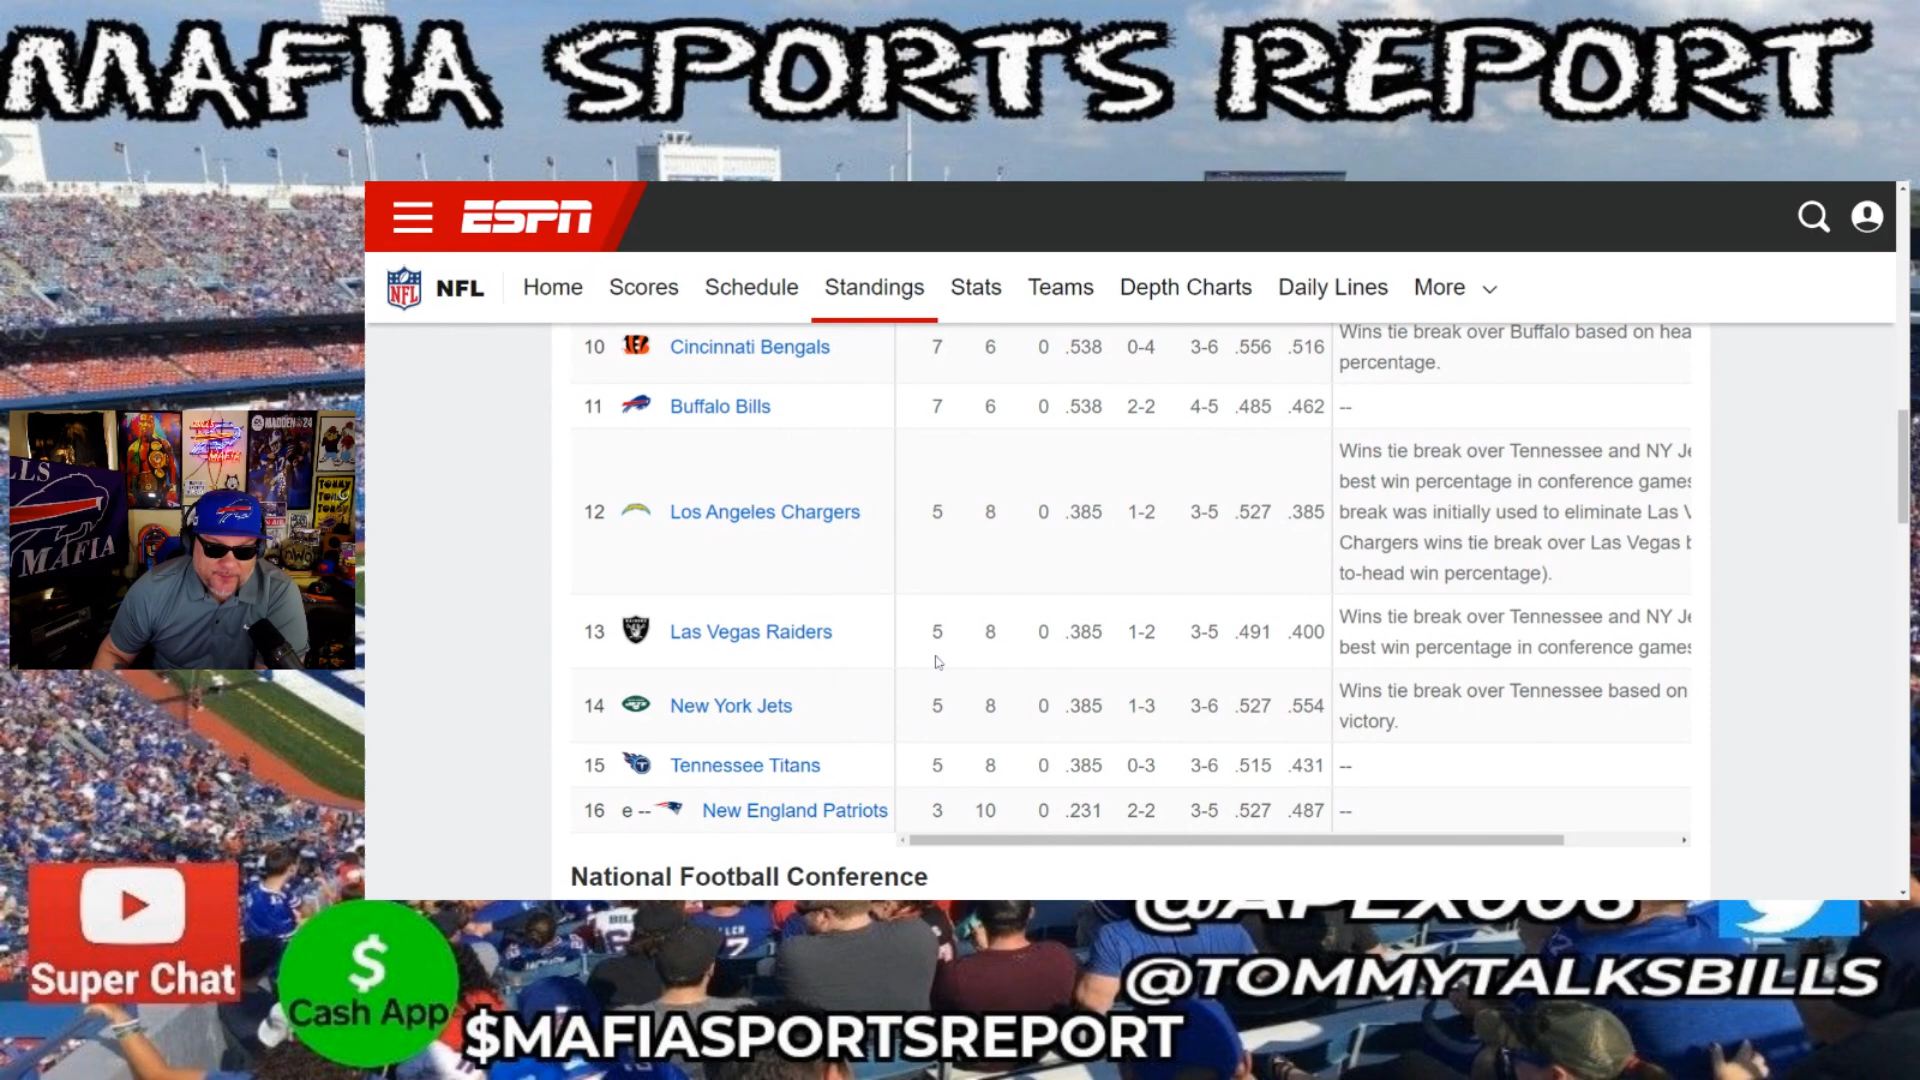 MAFIA SPORTS REPORT
ESPN
NFL NFL Home Scores Schedule Standings Stats Teams Depth Charts Daily Lines More
Wins tie break over Buffalo based on hea
10 Cincinnati Bengals 7 6 0 .538 0-4 3-6 .556 .516
percentage.
11 Buffalo Bills 7 6 0 .538 2-2 4-5 .485 .462 --
Wins tie break over Tennessee and NY Je
best win percentage in conference games
12 Los Angeles Chargers 5 8 0 .385 1-2 3-5 .527 .385 break was initially used to eliminate Las V
Chargers wins tie break over Las Vegas b
to-head win percentage).
Wins tie break over Tennessee and NY Je
13 Las Vegas Raiders 5 8 0 .385 1-2 3-5 .491 .400
best win percentage in conference games
Wins tie break over Tennessee based on
14 New York Jets 5 8 0 .385 1-3 3-6 .527 .554
victory.
15 Tennessee Titans 5 8 0 .385 0-3 3-6 .515 .431 --
16 e -- New England Patriots 3 10 0 .231 2-2 3-5 .527 .487 --
National Football Conference
MADDEN 24
LLS
MAFIA
Super Chat
$
Cash App
$MAFIASPORTSREPORT
@TOMMYTALKSBILLS